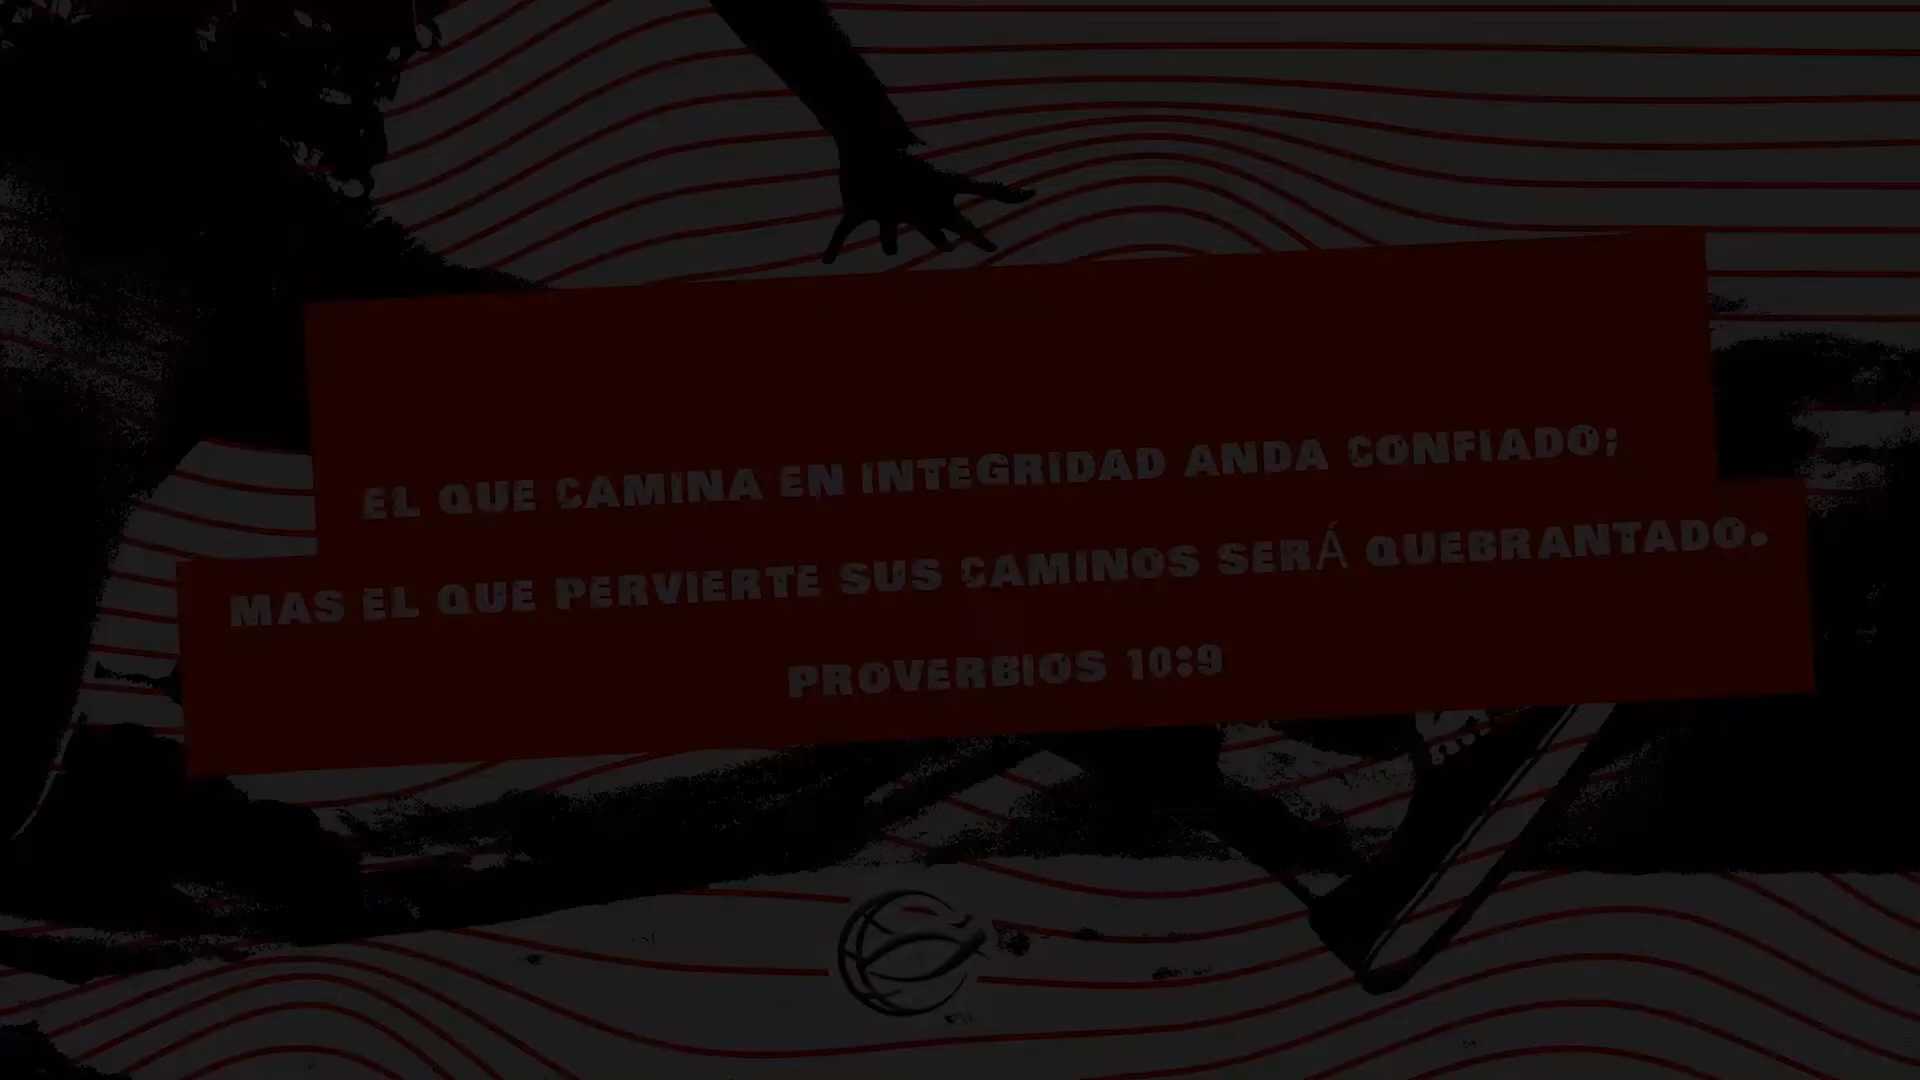 EL QUE CAMINA EN INTEGRIDAD ANDA CONFIADO;
MAS EL QUE PERVIERTE SUS CAMINOS SERÁ QUEBRANTADO.
PROVERBIOS 10:9